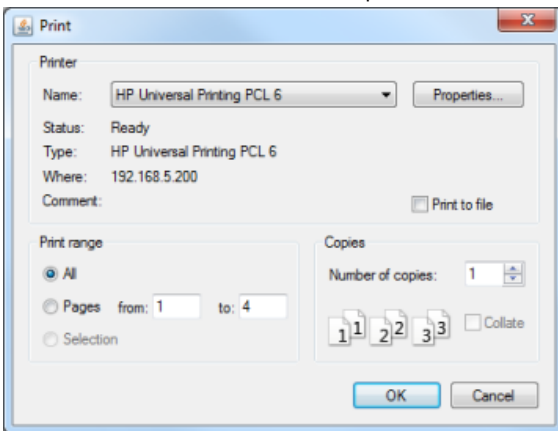 Print
Printer
Name: HP Universal Printing PCL 6 Properties...
Status: Ready
Type: HP Universal Printing PCL 6
Where: 192.168.5.200
Comment: Print to file
Print range
All
Pages from: 1 to: 4
Selection
Copies
Number of copies: 1
1 1 2 2 3 3 Collate
OK Cancel